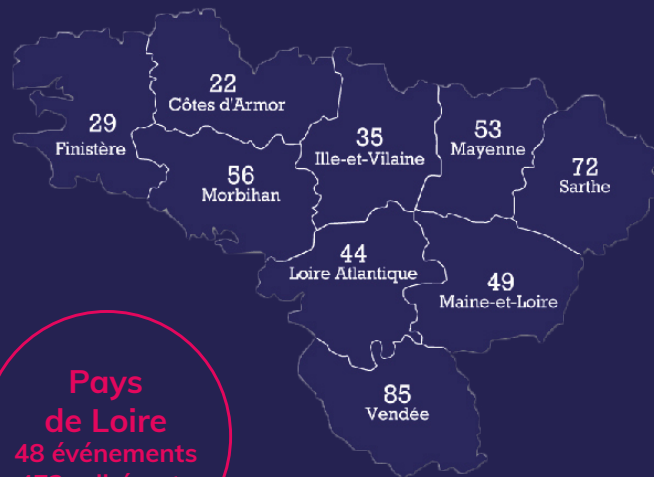 22
Côtes d'Armor
29
Finistère
35
Ille-et-Vilaine
53
Mayenne
56
Morbihan
72
Sarthe
44
Loire Atlantique
49
Maine-et-Loire
85
Vendée
Pays
de Loire
48 événements